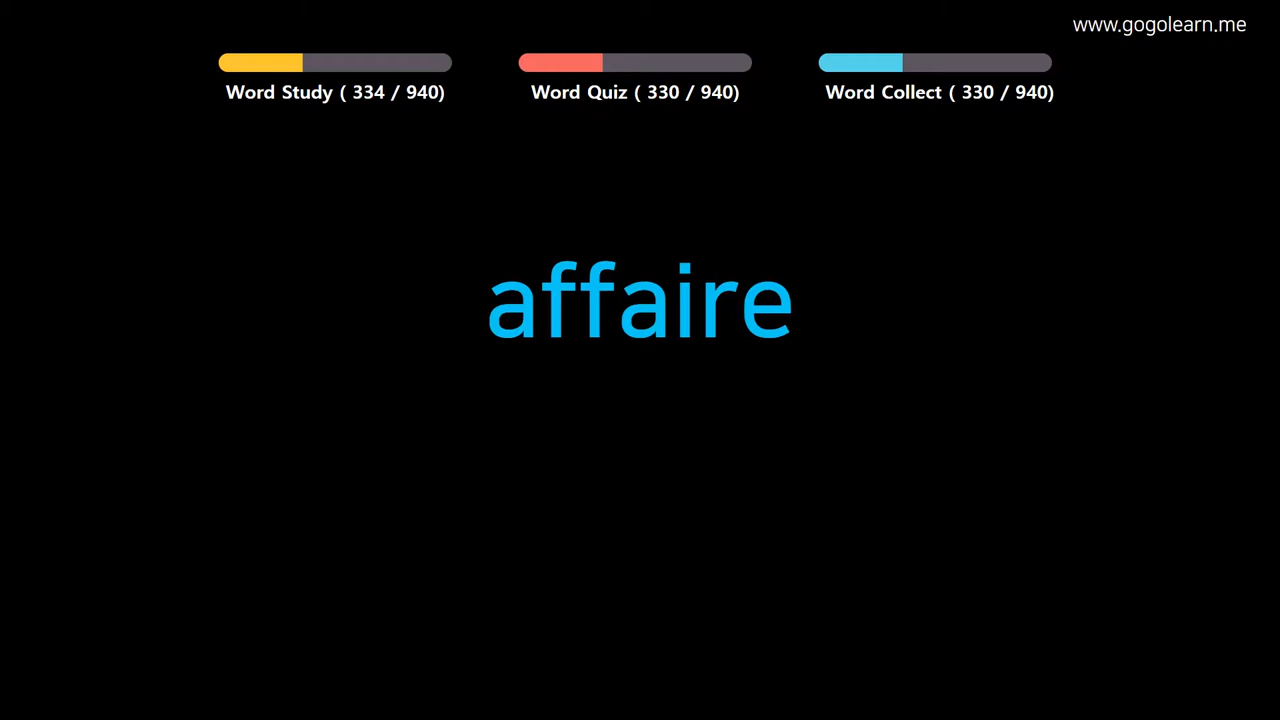 www.gogolearn.me
Word Study ( 334 / 940)
Word Quiz ( 330 / 940)
Word Collect ( 330 / 940)
affaire